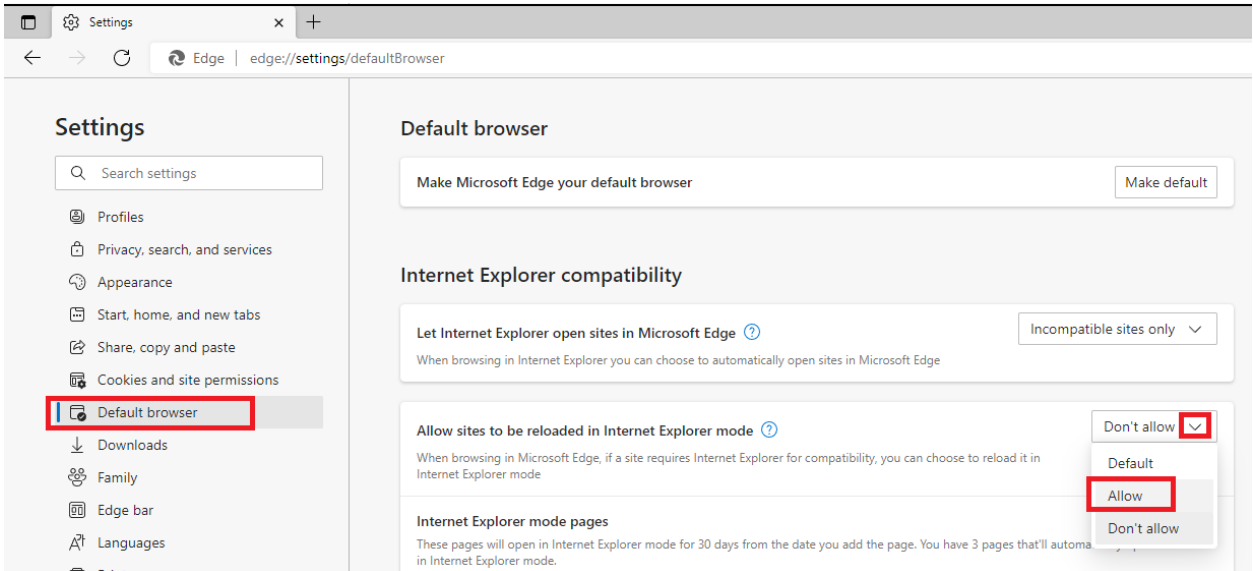 Settings
Edge | edge://settings/defaultBrowser
Settings
Search settings
Profiles
Privacy, search, and services
Appearance
Start, home, and new tabs
Share, copy and paste
Cookies and site permissions
Default browser
Downloads
Family
Edge bar
Languages
Default browser
Make Microsoft Edge your default browser
Make default
Internet Explorer compatibility
Let Internet Explorer open sites in Microsoft Edge
Incompatible sites only
When browsing in Internet Explorer you can choose to automatically open sites in Microsoft Edge
Allow sites to be reloaded in Internet Explorer mode
Don't allow
When browsing in Microsoft Edge, if a site requires Internet Explorer for compatibility, you can choose to reload it in
Internet Explorer mode
Default
Allow
Don't allow
Internet Explorer mode pages
These pages will open in Internet Explorer mode for 30 days from the date you add the page. You have 3 pages that'll
in Internet Explorer mode.